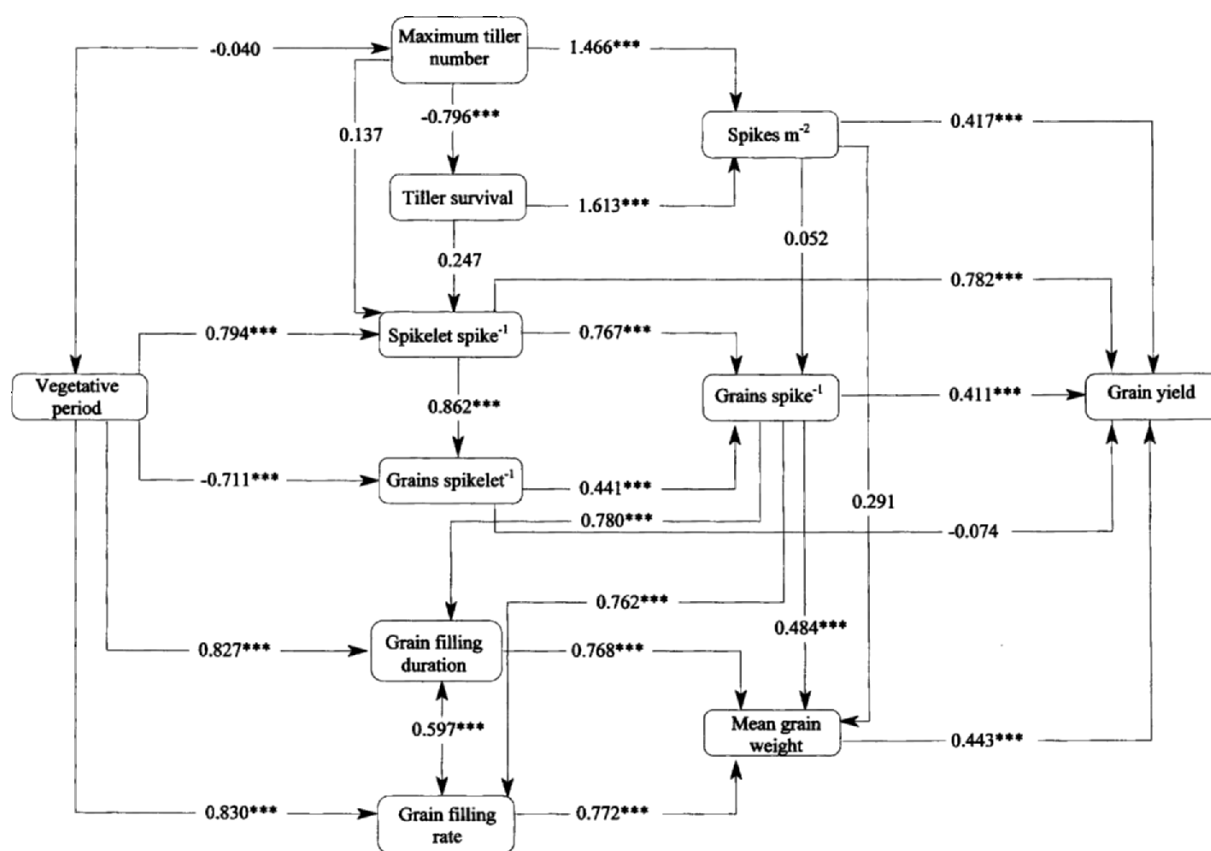 Maximum tiller
number
-0.040
1.466***
-0.796***
0.137
Spikes m⁻²
0.417***
Tiller survival
1.613***
0.052
0.247
0.782***
0.794***
Spikelet spike⁻¹
0.767***
Vegetative
period
0.862***
Grains spike⁻¹
0.411***
Grain yield
-0.711***
Grains spikelet⁻¹
0.441***
0.291
0.780***
-0.074
0.762***
0.484***
0.827***
Grain filling
duration
0.768***
0.597***
Mean grain
weight
0.443***
0.830***
Grain filling
rate
0.772***